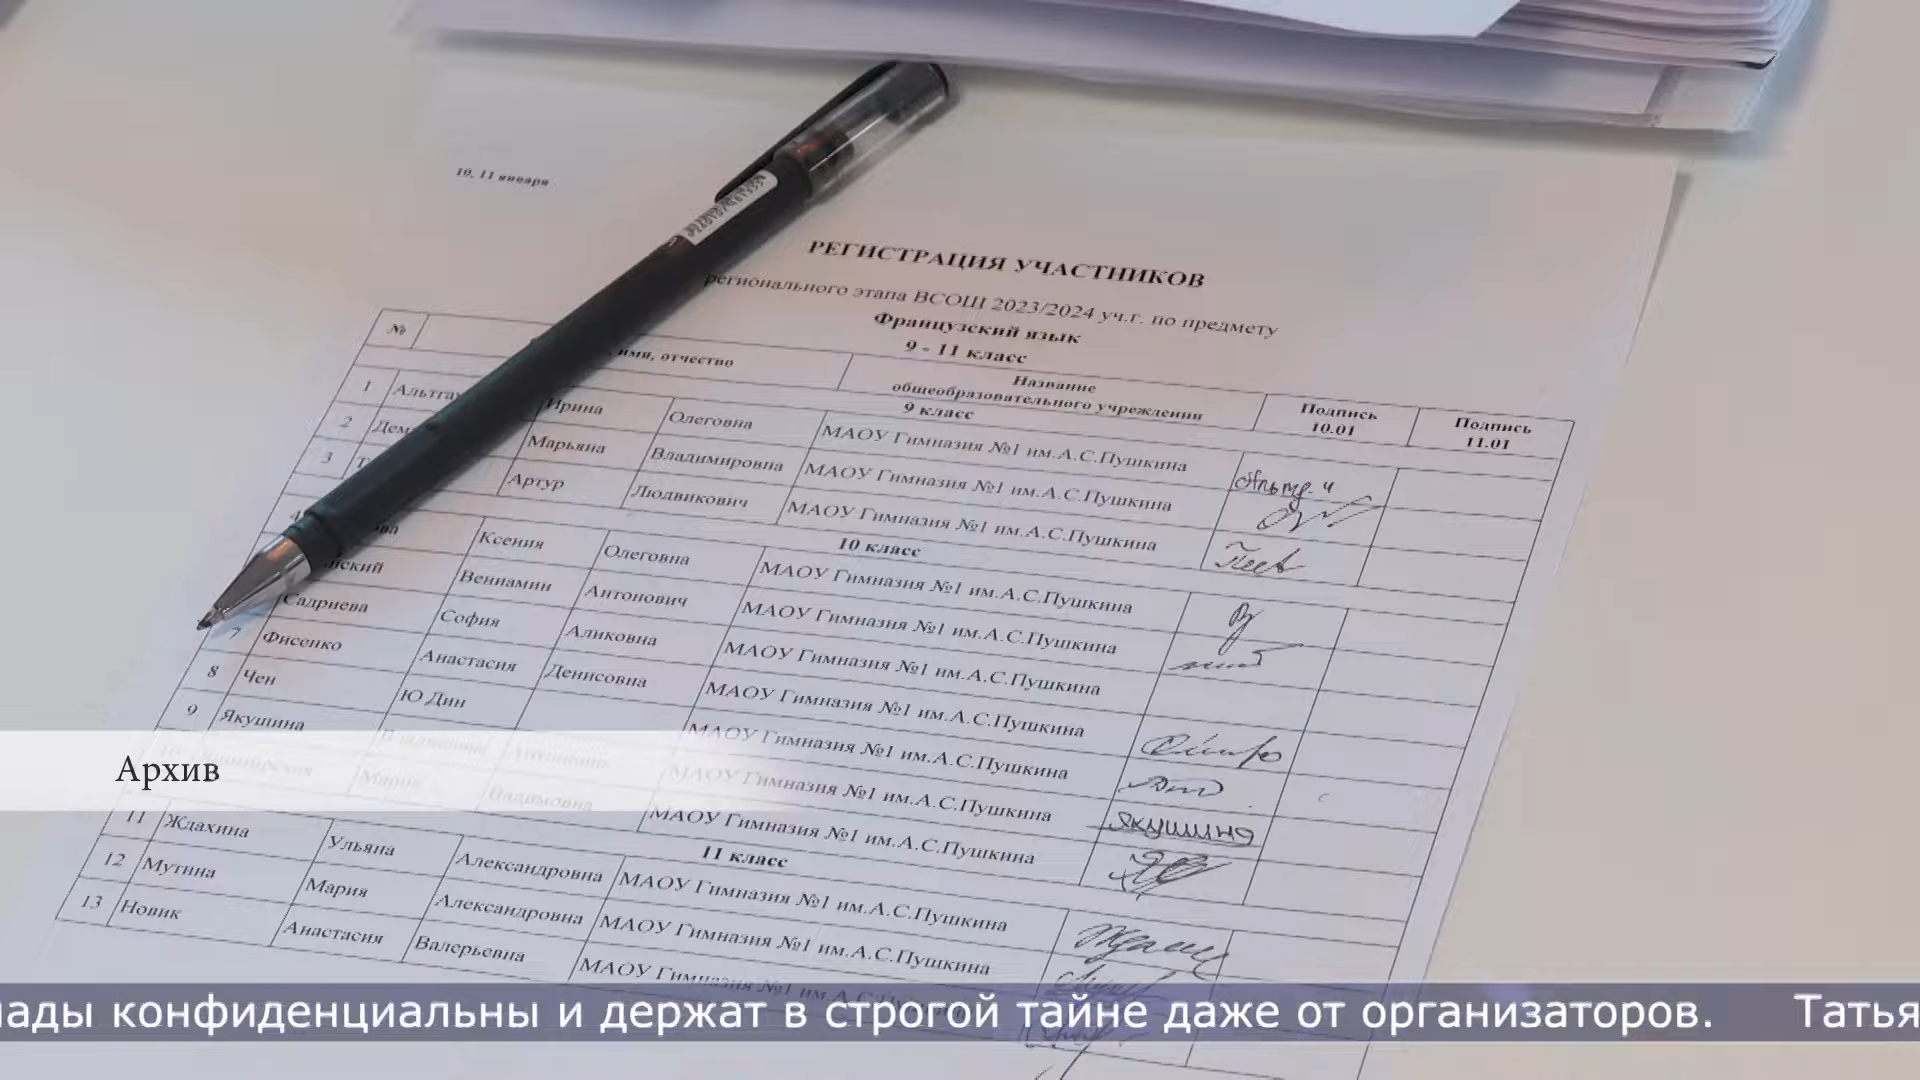 10, 11 января
РЕГИСТРАЦИЯ УЧАСТНИКОВ
регионального этапа ВСОШ 2023/2024 уч.г. по предмету
Французский язык
9 - 11 класс
№ имя, отчество Название общеобразовательного учреждения Подпись 10.01 Подпись 11.01
9 класс
1 Ирина Олеговна МАОУ Гимназия №1 им.А.С.Пушкина
2 Марьяна Владимировна МАОУ Гимназия №1 им.А.С.Пушкина
3 Артур Людвикович МАОУ Гимназия №1 им.А.С.Пушкина
10 класс
4 Ксения Олеговна МАОУ Гимназия №1 им.А.С.Пушкина
Вениамин Антонович МАОУ Гимназия №1 им.А.С.Пушкина
Садриева София Аликовна МАОУ Гимназия №1 им.А.С.Пушкина
7 Фисенко Анастасия Денисовна МАОУ Гимназия №1 им.А.С.Пушкина
8 Чен Ю Дин МАОУ Гимназия №1 им.А.С.Пушкина
9 Якушина МАОУ Гимназия №1 им.А.С.Пушкина Якушина
10 Мария Вадимовна МАОУ Гимназия №1 им.А.С.Пушкина
11 класс
11 Ждахина Ульяна Александровна МАОУ Гимназия №1 им.А.С.Пушкина
12 Мутина Мария Александровна МАОУ Гимназия №1 им.А.С.Пушкина
13 Новик Анастасия Валерьевна МАОУ Гимназия №1 им.А.С.Пушкина
Архив
иады конфиденциальны и держат в строгой тайне даже от организаторов. Татья